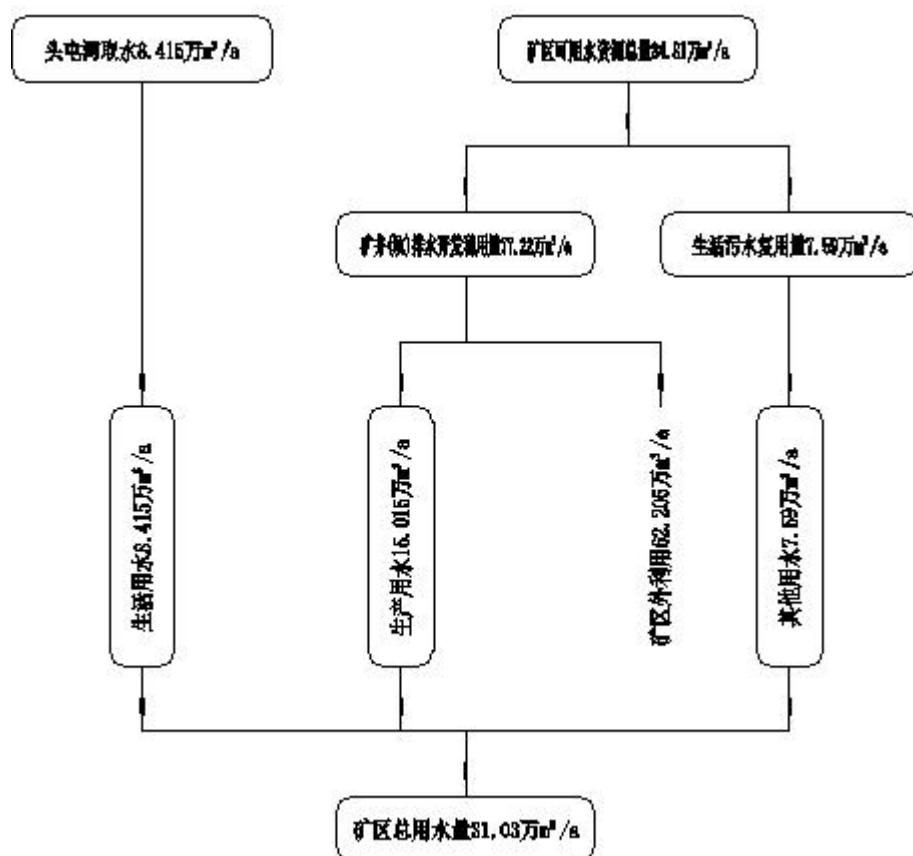 头屯河取水8.415万m³/a
矿区可用水资源总量84.81万m³/a
矿井(坑)排水开发利用量77.22万m³/a
生活污水复用量7.59万m³/a
生活用水8.415万m³/a
生产用水15.015万m³/a
矿区外利用62.205万m³/a
其他用水7.59万m³/a
矿区总用水量31.03万m³/a